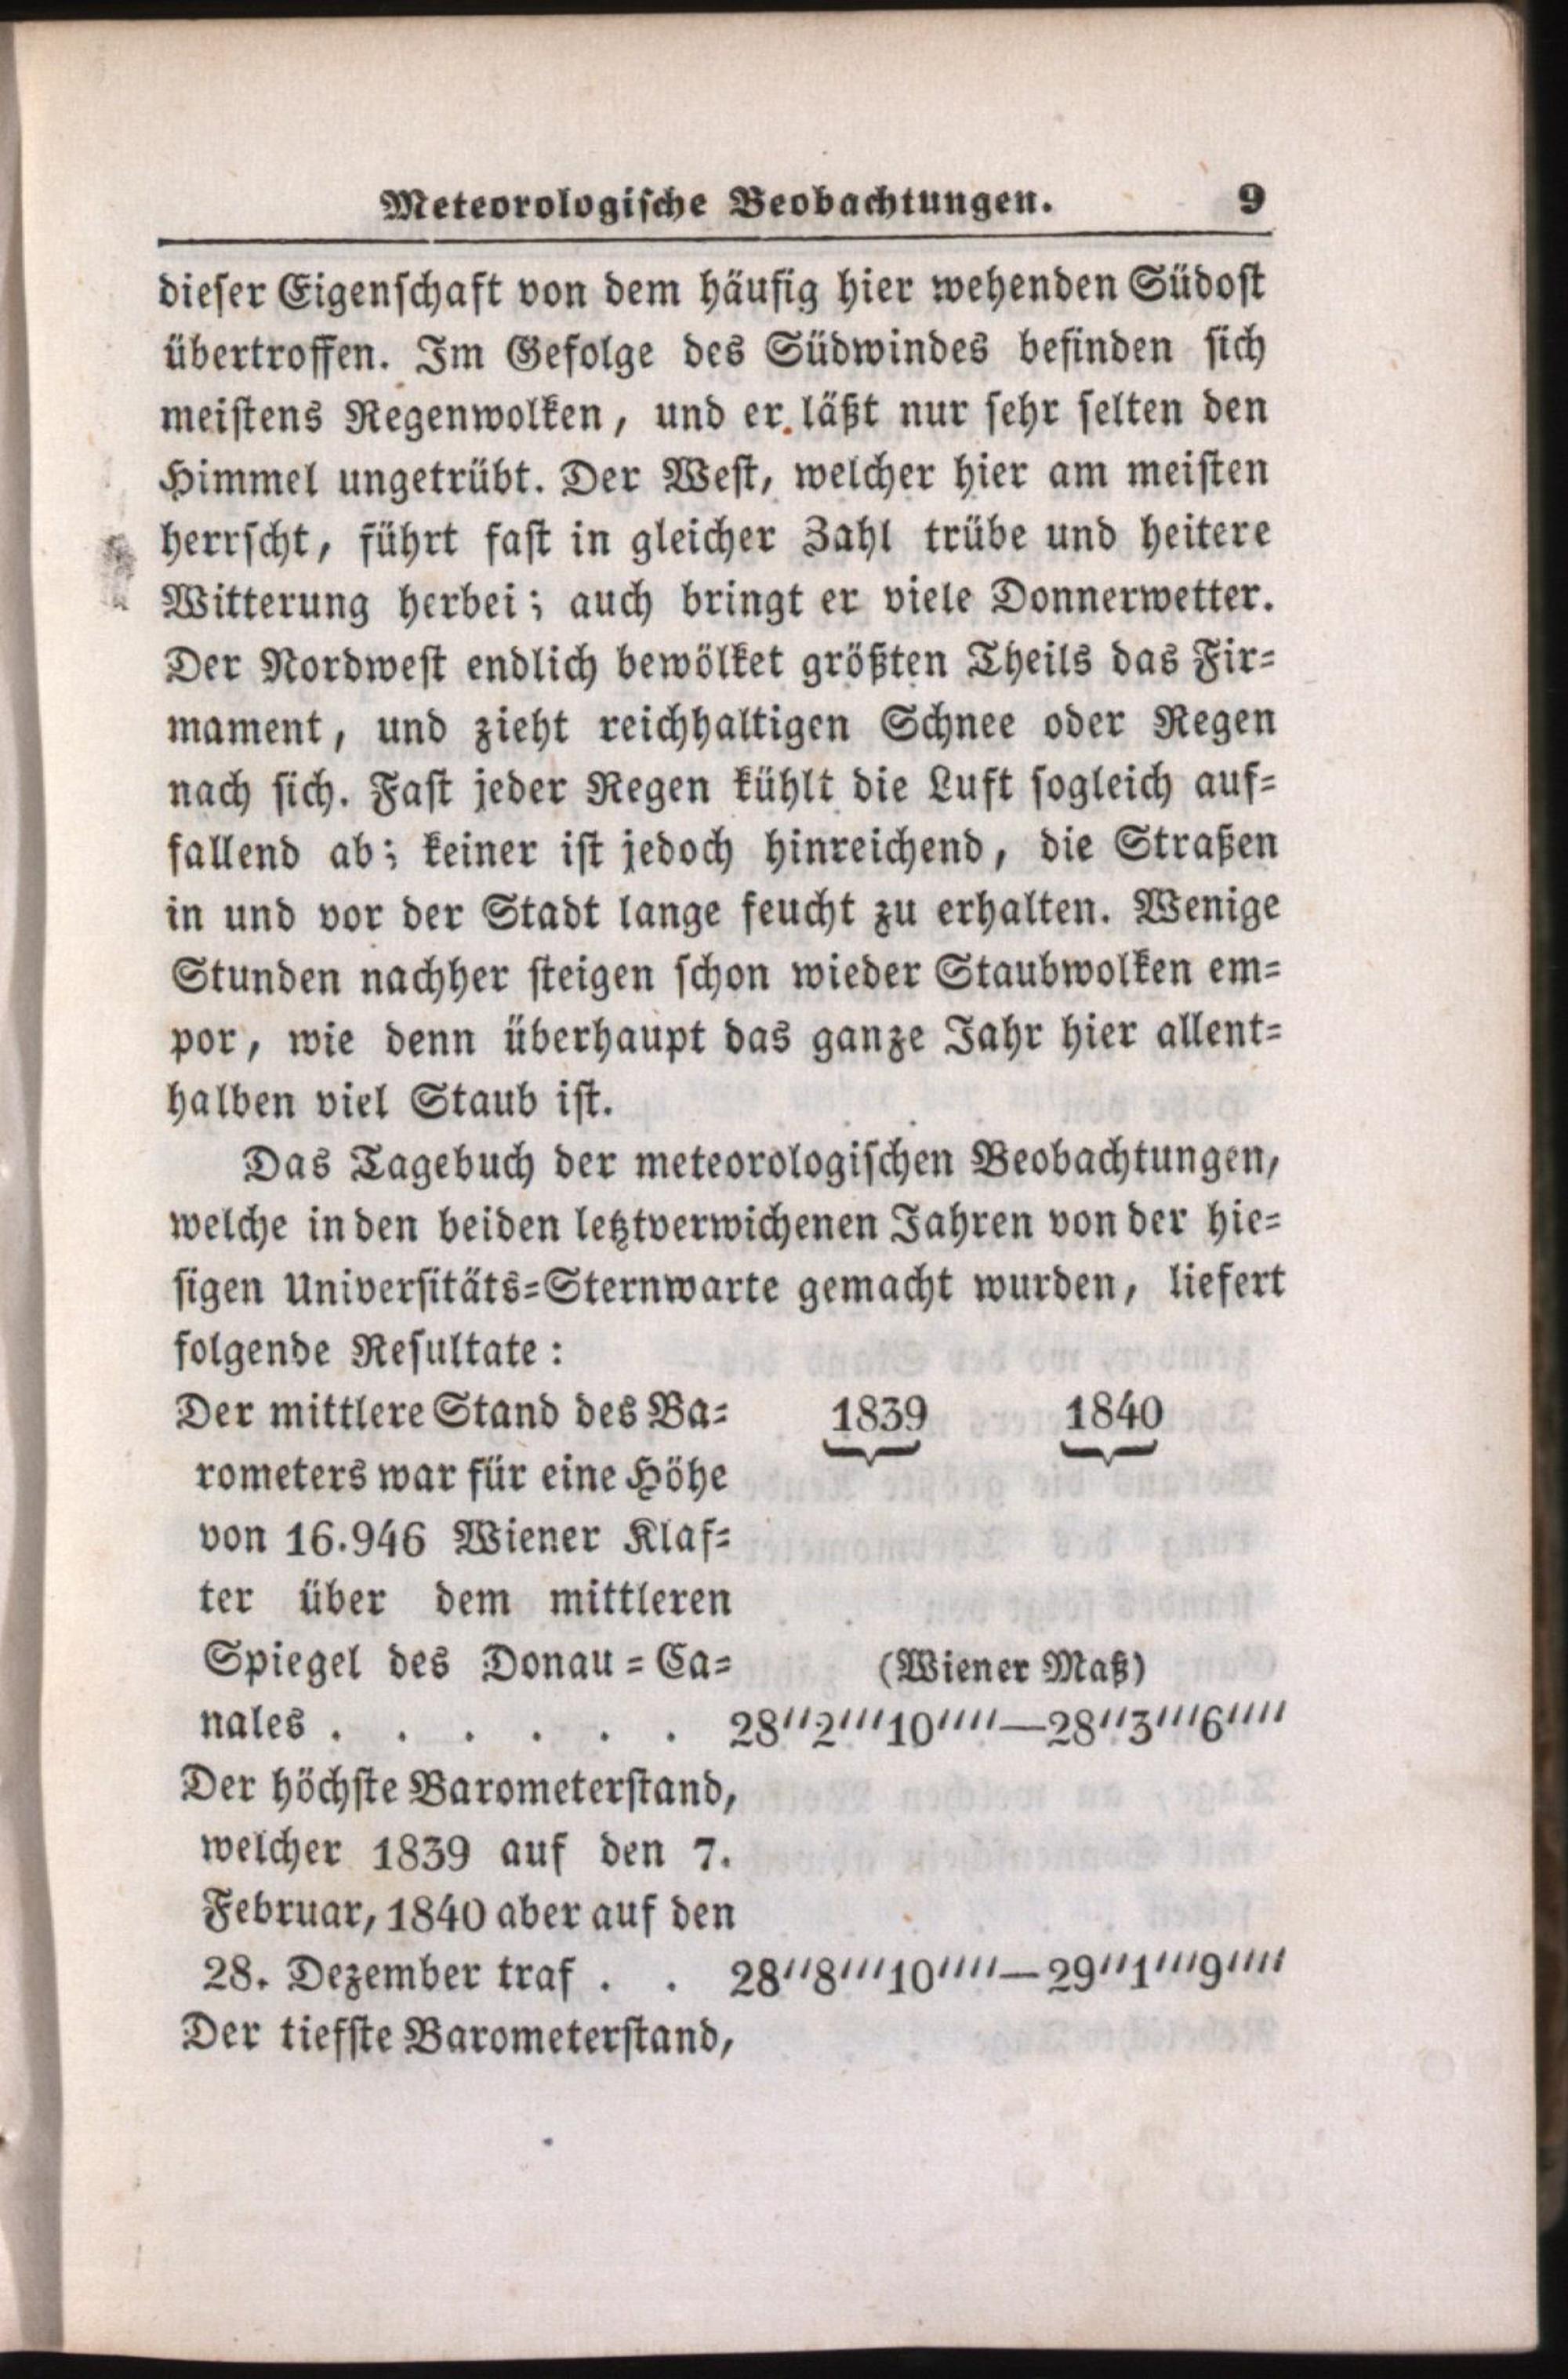 Meteorologische Beobachtungen. 9
dieser Eigenschaft von dem häufig hier wehenden Südost
übertroffen. Im Gefolge des Südwindes befinden sich
meistens Regenwolken, und er läßt nur sehr selten den
Himmel ungetrübt. Der West, welcher hier am meisten
herrscht, führt fast in gleicher Zahl trübe und heitere
Witterung herbei; auch bringt er viele Donnerwetter.
Der Nordwest endlich bewölket größten Theils das Fir-
mament, und zieht reichhaltigen Schnee oder Regen
nach sich. Fast jeder Regen kühlt die Luft sogleich auf-
fallend ab; keiner ist jedoch hinreichend, die Straßen
in und vor der Stadt lange feucht zu erhalten. Wenige
Stunden nachher steigen schon wieder Staubwolken em-
por, wie denn überhaupt das ganze Jahr hier allent-
halben viel Staub ist.
Das Tagebuch der meteorologischen Beobachtungen,
welche in den beiden letztverwichenen Jahren von der hie-
sigen Universitäts-Sternwarte gemacht wurden, liefert
folgende Resultate:
Der mittlere Stand des Ba- 1839 1840
rometers war für eine Höhe
von 16.946 Wiener Klaf-
ter über dem mittleren
Spiegel des Donau-Ca- (Wiener Maß)
nales . . . . . . 28''2'''10''''—28''3'''6''''
Der höchste Barometerstand,
welcher 1839 auf den 7.
Februar, 1840 aber auf den
28. Dezember traf . . 28''8'''10''''—29''1'''9''''
Der tiefste Barometerstand,